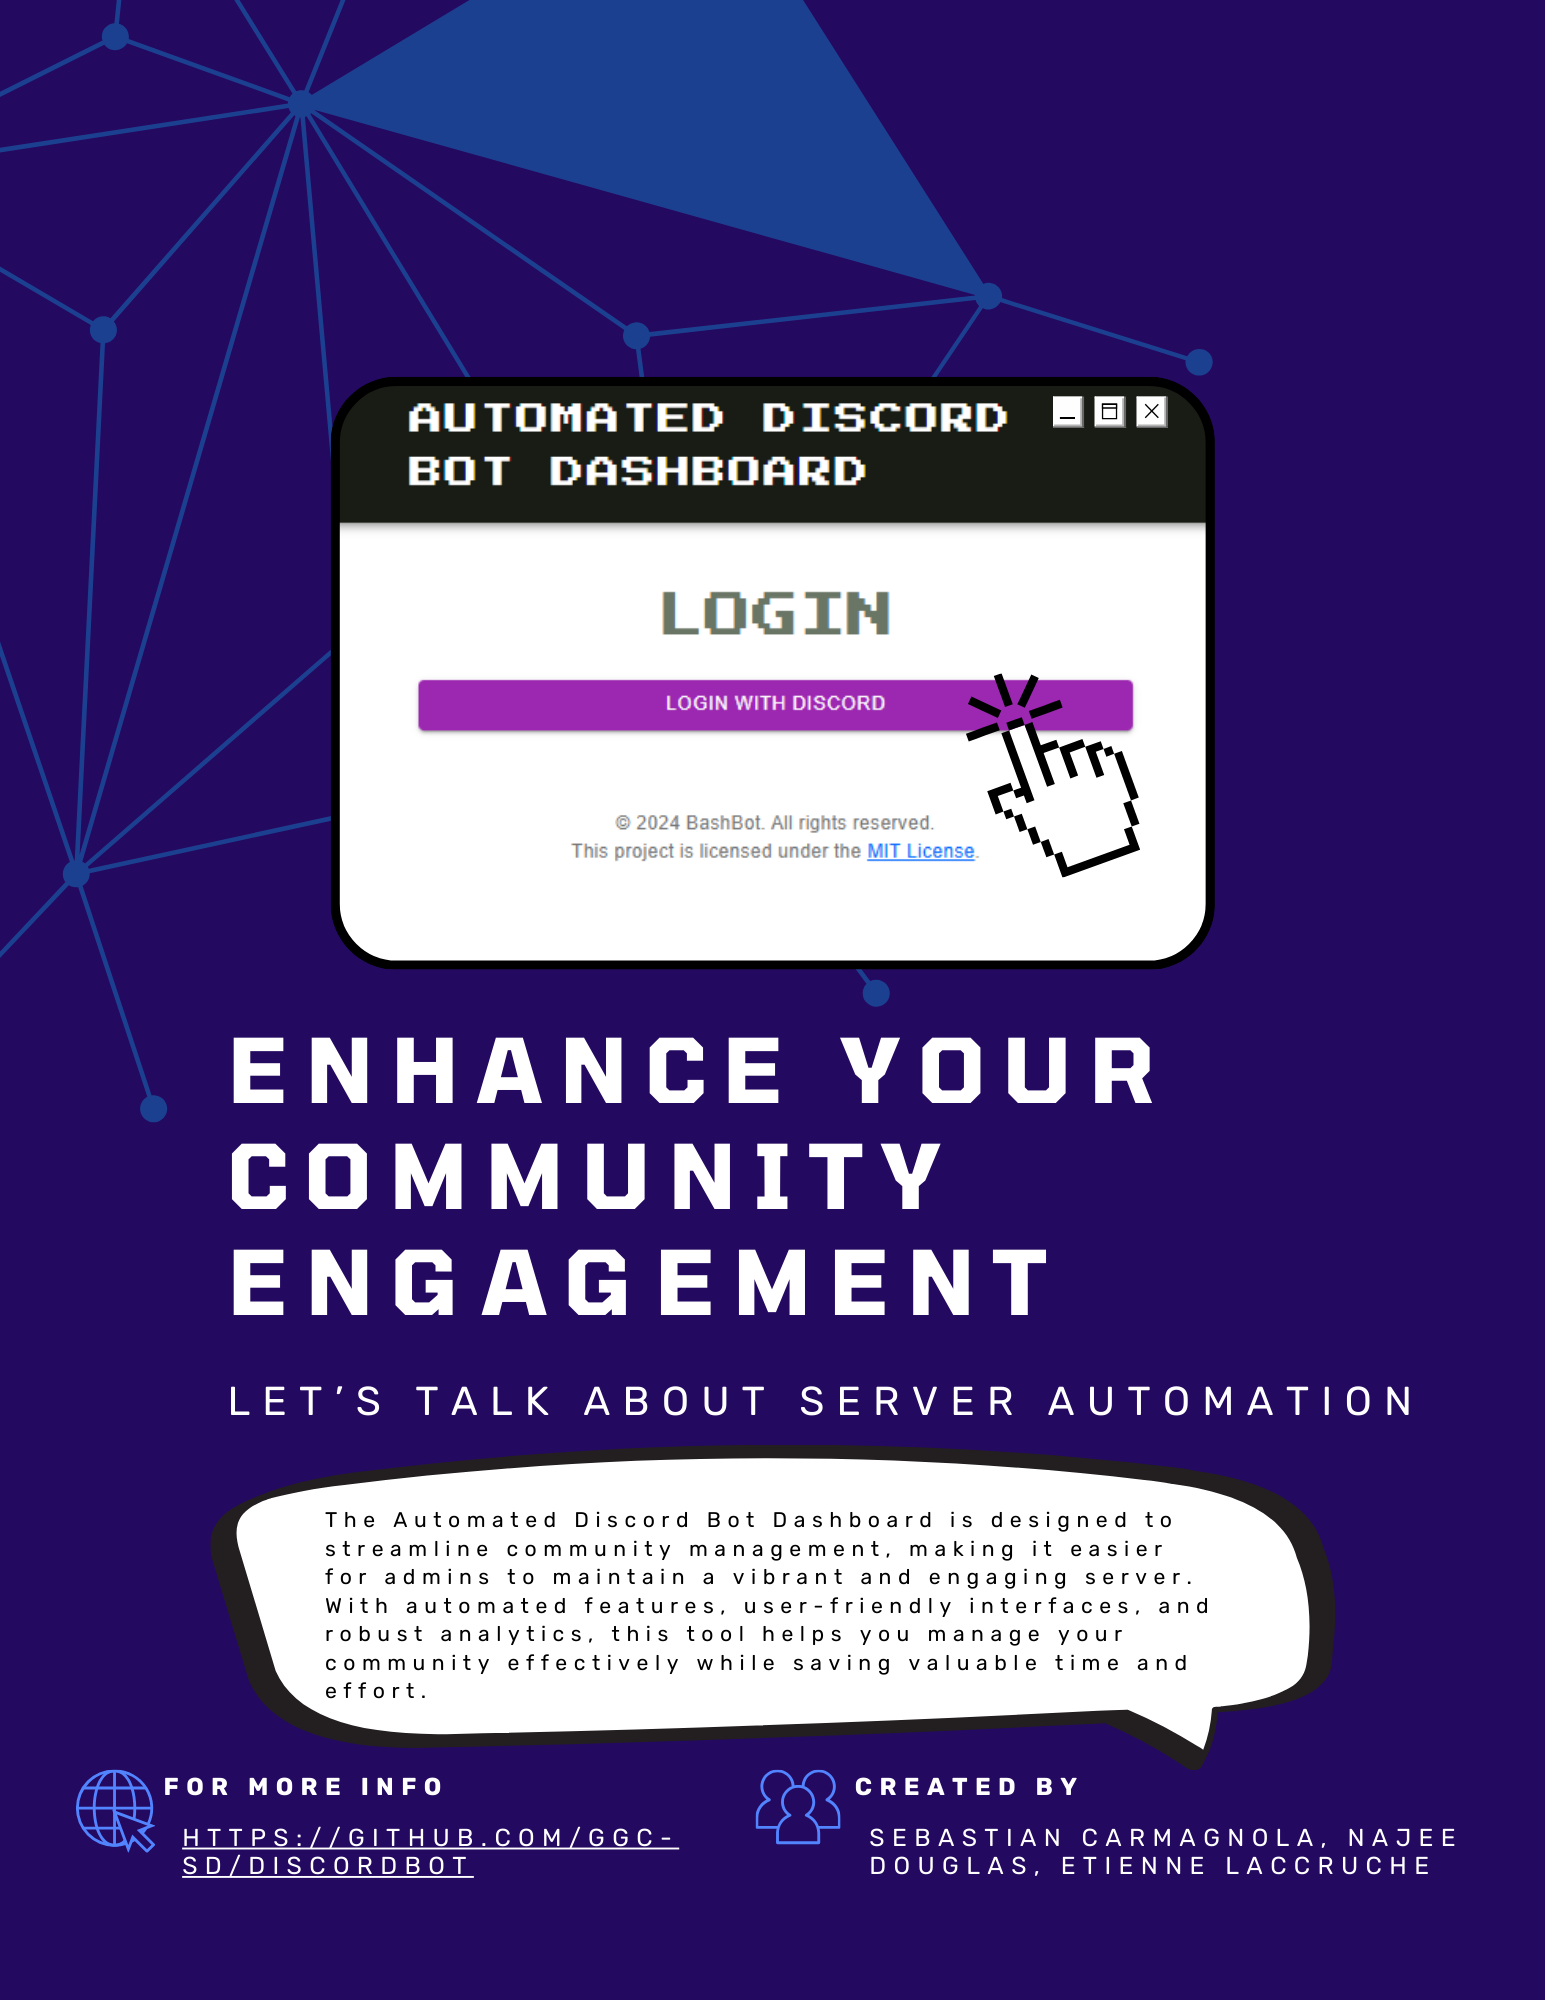 AUTOMATED DISCORD
BOT DASHBOARD
LOGIN
LOGIN WITH DISCORD
© 2024 BashBot. All rights reserved.
This project is licensed under the MIT License.
ENHANCE YOUR
COMMUNITY
ENGAGEMENT
LET'S TALK ABOUT SERVER AUTOMATION
The Automated Discord Bot Dashboard is designed to
streamline community management, making it easier
for admins to maintain a vibrant and engaging server.
With automated features, user-friendly interfaces, and
robust analytics, this tool helps you manage your
community effectively while saving valuable time and
effort.
FOR MORE INFO
HTTPS://GITHUB.COM/GGC-
SD/DISCORDBOT
CREATED BY
SEBASTIAN CARMAGNOLA, NAJEE
DOUGLAS, ETIENNE LACCRUCHE